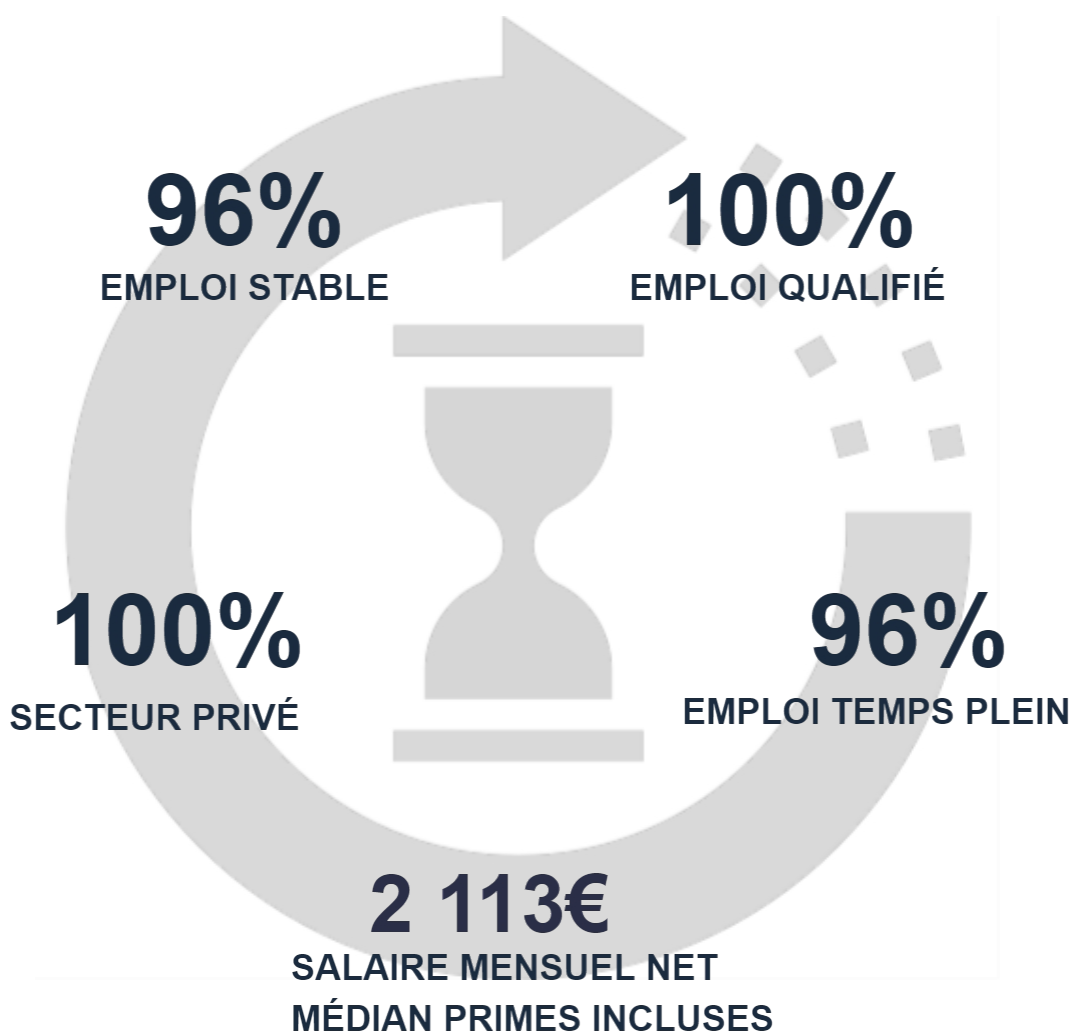 96%
EMPLOI STABLE
100%
EMPLOI QUALIFIÉ
100%
SECTEUR PRIVÉ
96%
EMPLOI TEMPS PLEIN
2 113€
SALAIRE MENSUEL NET
MÉDIAN PRIMES INCLUSES